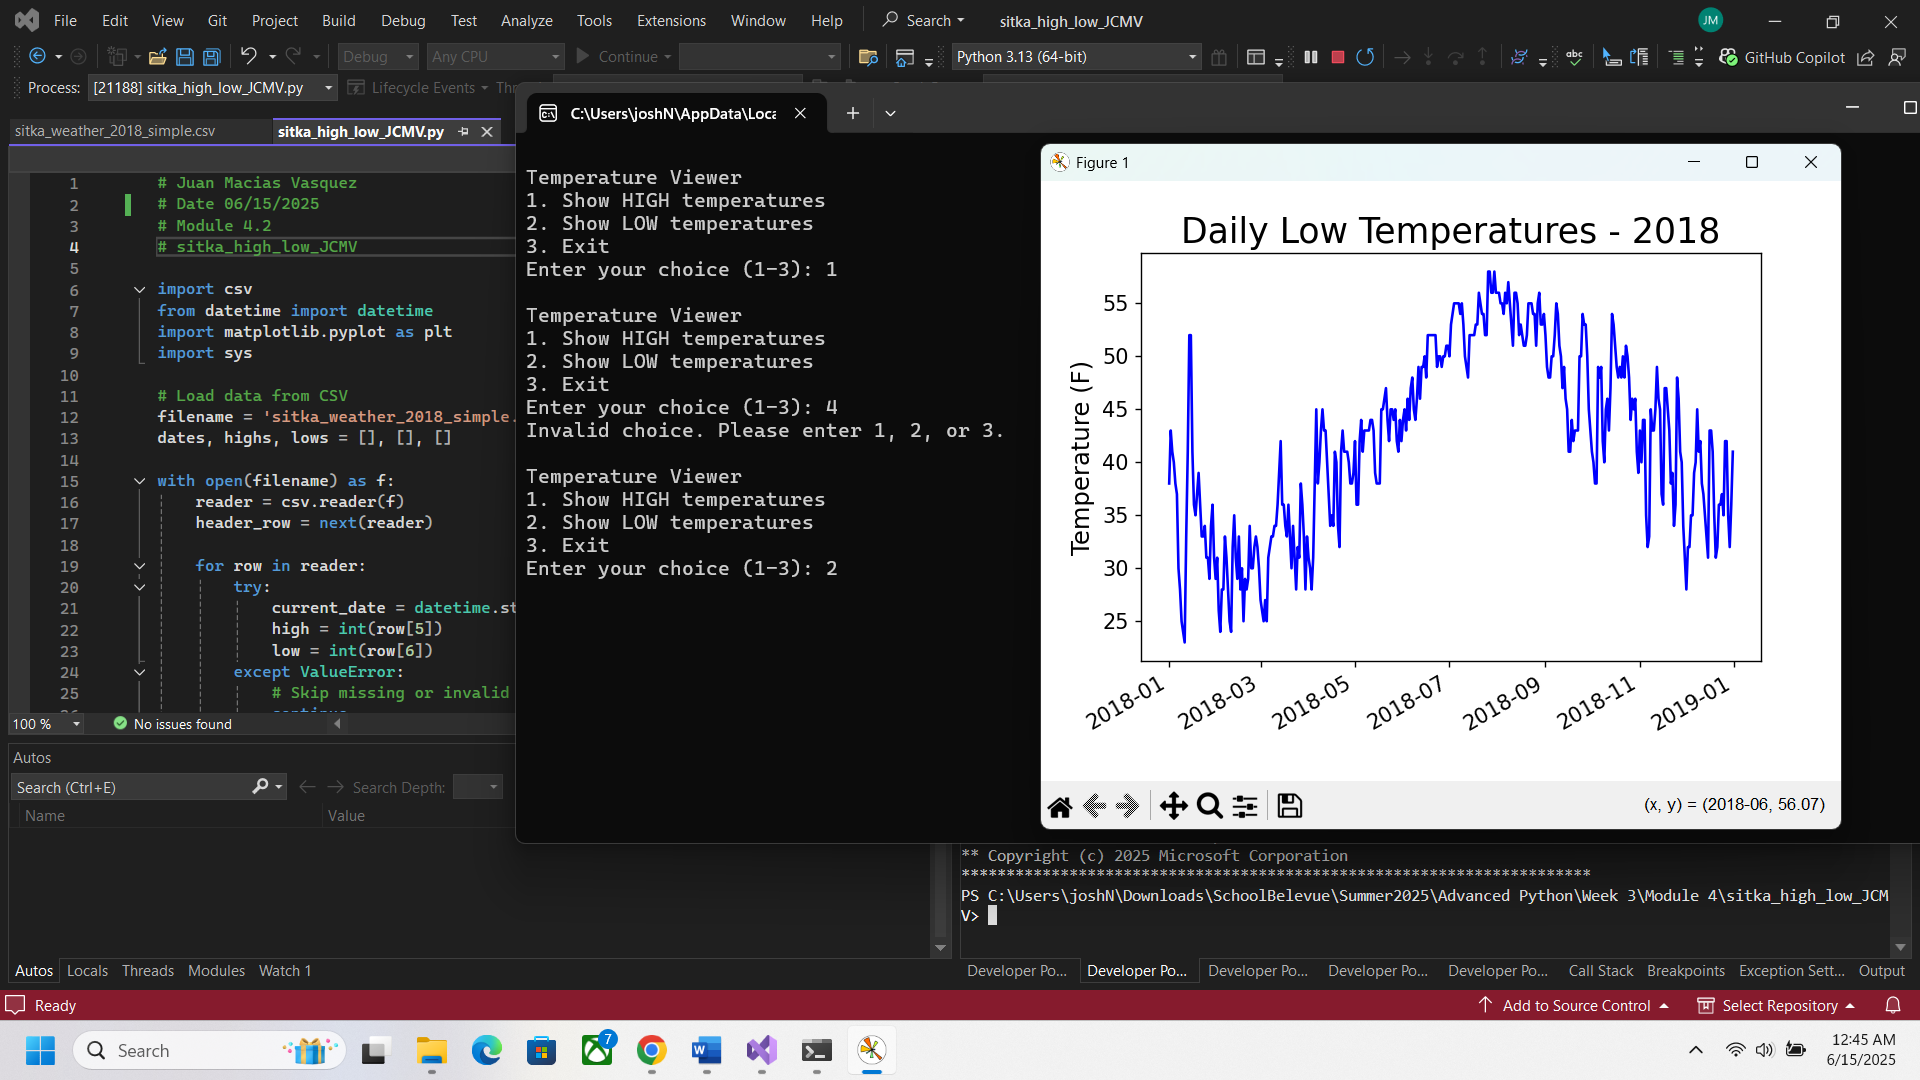 File Edit View Git Project Build Debug Test Analyze Tools Extensions Window Help Search sitka_high_low_JCMV JM
Debug Any CPU Continue Python 3.13 (64-bit) abc GitHub Copilot
Process: [21188] sitka_high_low_JCMV.py Lifecycle Events
sitka_weather_2018_simple.csv sitka_high_low_JCMV.py
1 # Juan Macias Vasquez
2 # Date 06/15/2025
3 # Module 4.2
4 # sitka_high_low_JCMV
5
6 import csv
7 from datetime import datetime
8 import matplotlib.pyplot as plt
9 import sys
10
11 # Load data from CSV
12 filename = 'sitka_weather_2018_simple.
13 dates, highs, lows = [], [], []
14
15 with open(filename) as f:
16 reader = csv.reader(f)
17 header_row = next(reader)
18
19 for row in reader:
20 try:
21 current_date = datetime.st
22 high = int(row[5])
23 low = int(row[6])
24 except ValueError:
25 # Skip missing or invalid
100 % No issues found
C:\Users\joshN\AppData\Loca
Temperature Viewer
1. Show HIGH temperatures
2. Show LOW temperatures
3. Exit
Enter your choice (1-3): 1
Temperature Viewer
1. Show HIGH temperatures
2. Show LOW temperatures
3. Exit
Enter your choice (1-3): 4
Invalid choice. Please enter 1, 2, or 3.
Temperature Viewer
1. Show HIGH temperatures
2. Show LOW temperatures
3. Exit
Enter your choice (1-3): 2
Figure 1
Daily Low Temperatures - 2018
Temperature (F)
55
50
45
40
35
30
25
2018-01 2018-03 2018-05 2018-07 2018-09 2018-11 2019-01
(x, y) = (2018-06, 56.07)
Autos
Search (Ctrl+E) Search Depth:
Name Value
** Copyright (c) 2025 Microsoft Corporation
**********************************************************************
PS C:\Users\joshN\Downloads\SchoolBelevue\Summer2025\Advanced Python\Week 3\Module 4\sitka_high_low_JCM
V>
Autos Locals Threads Modules Watch 1
Developer Po... Developer Po... Developer Po... Developer Po... Developer Po... Call Stack Breakpoints Exception Sett... Output
Ready Add to Source Control Select Repository
Search 7
12:45 AM
6/15/2025